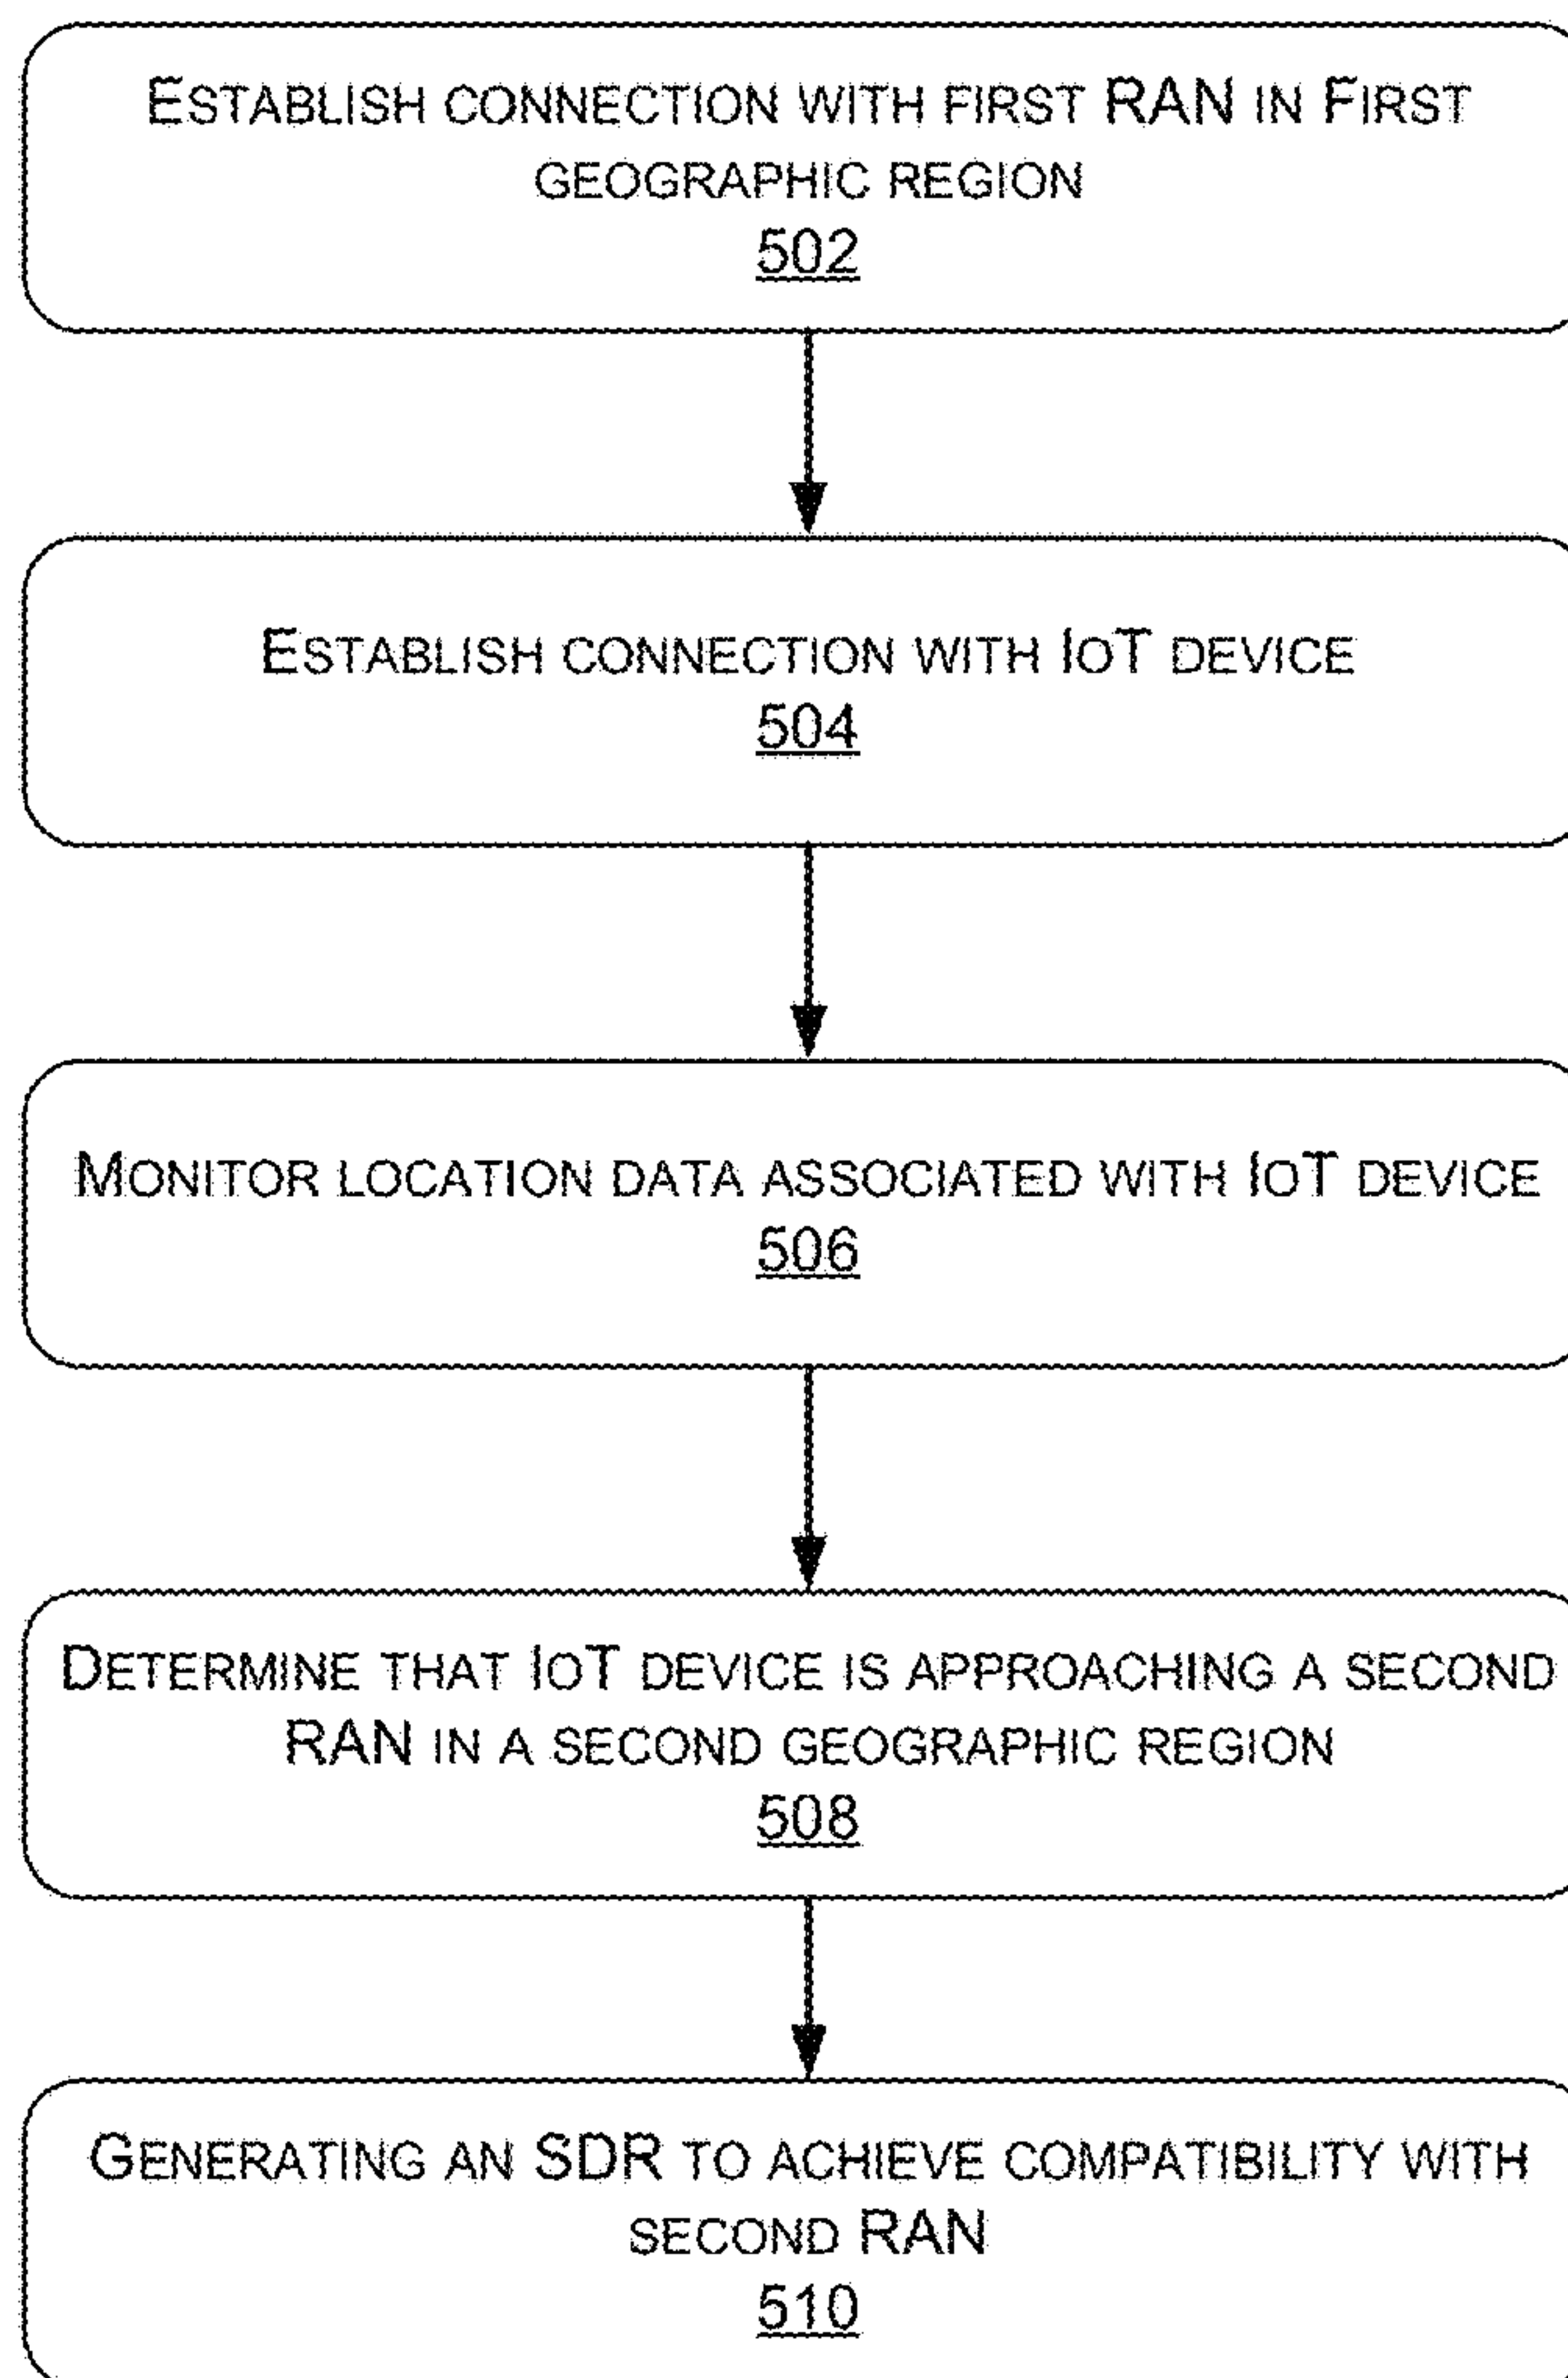 ESTABLISH CONNECTION WITH FIRST RAN IN FIRST
GEOGRAPHIC REGION
502
ESTABLISH CONNECTION WITH IOT DEVICE
504
MONITOR LOCATION DATA ASSOCIATED WITH IOT DEVICE
506
DETERMINE THAT IOT DEVICE IS APPROACHING A SECOND
RAN IN A SECOND GEOGRAPHIC REGION
508
GENERATING AN SDR TO ACHIEVE COMPATIBILITY WITH
SECOND RAN
510